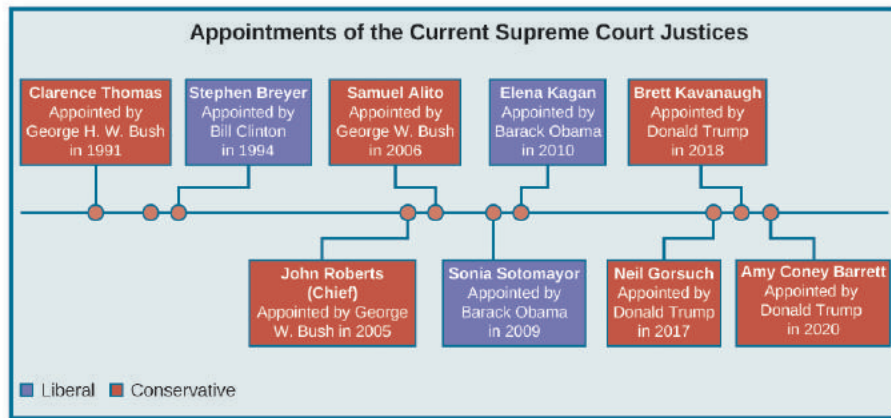 Appointments of the Current Supreme Court Justices
Clarence Thomas
Appointed by
George H. W. Bush
in 1991
Stephen Breyer
Appointed by
Bill Clinton
in 1994
Samuel Alito
Appointed by
George W. Bush
in 2006
Elena Kagan
Appointed by
Barack Obama
in 2010
Brett Kavanaugh
Appointed by
Donald Trump
in 2018
John Roberts
(Chief)
Appointed by George
W. Bush in 2005
Sonia Sotomayor
Appointed by
Barack Obama
in 2009
Neil Gorsuch
Appointed by
Donald Trump
in 2017
Amy Coney Barrett
Appointed by
Donald Trump
in 2020
Liberal
Conservative